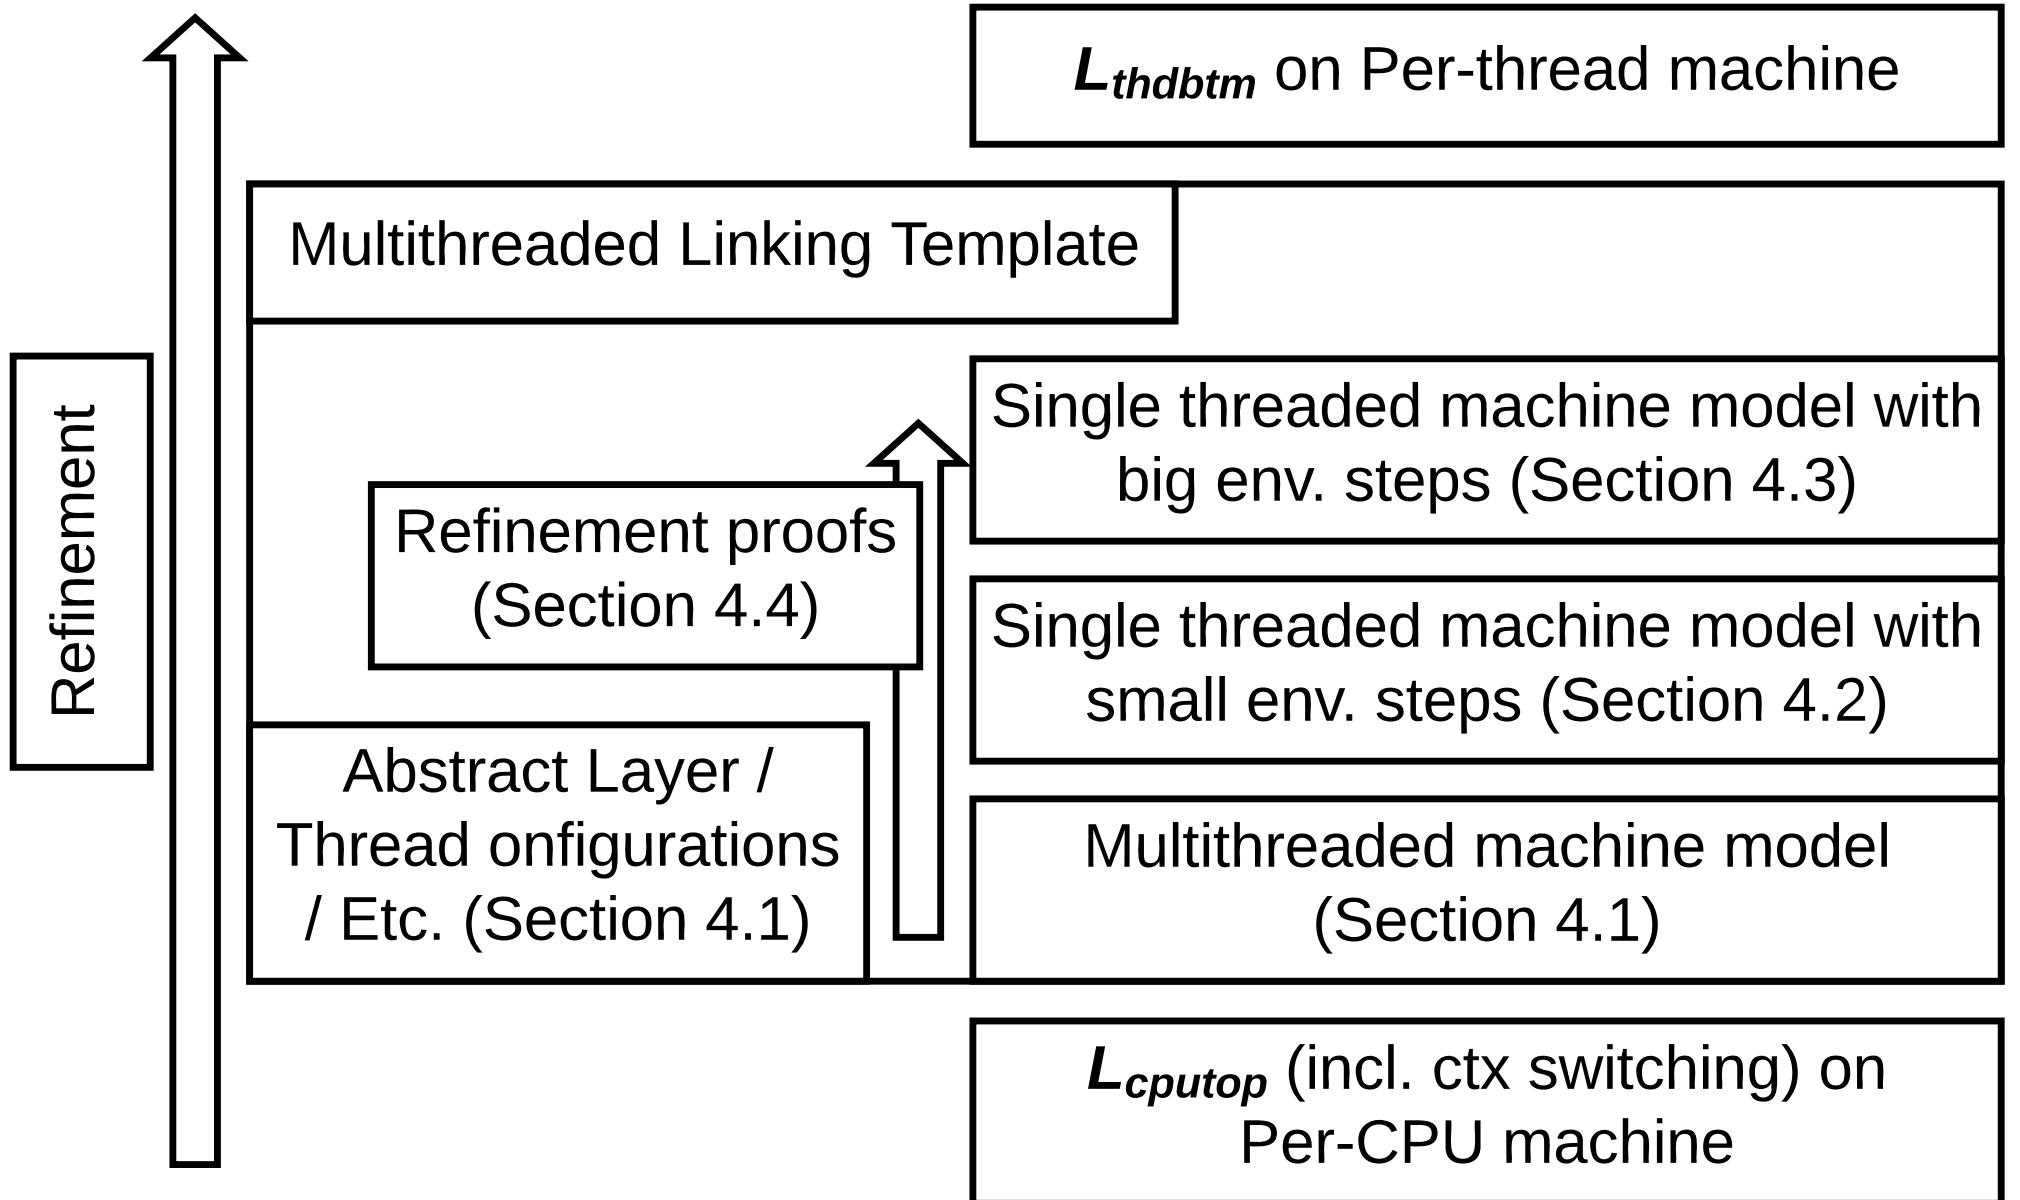 L_thdbtm on Per-thread machine
Multithreaded Linking Template
Single threaded machine model with
big env. steps (Section 4.3)
Refinement
Refinement proofs
(Section 4.4)
Single threaded machine model with
small env. steps (Section 4.2)
Abstract Layer /
Thread onfigurations
/ Etc. (Section 4.1)
Multithreaded machine model
(Section 4.1)
L_cputop (incl. ctx switching) on
Per-CPU machine